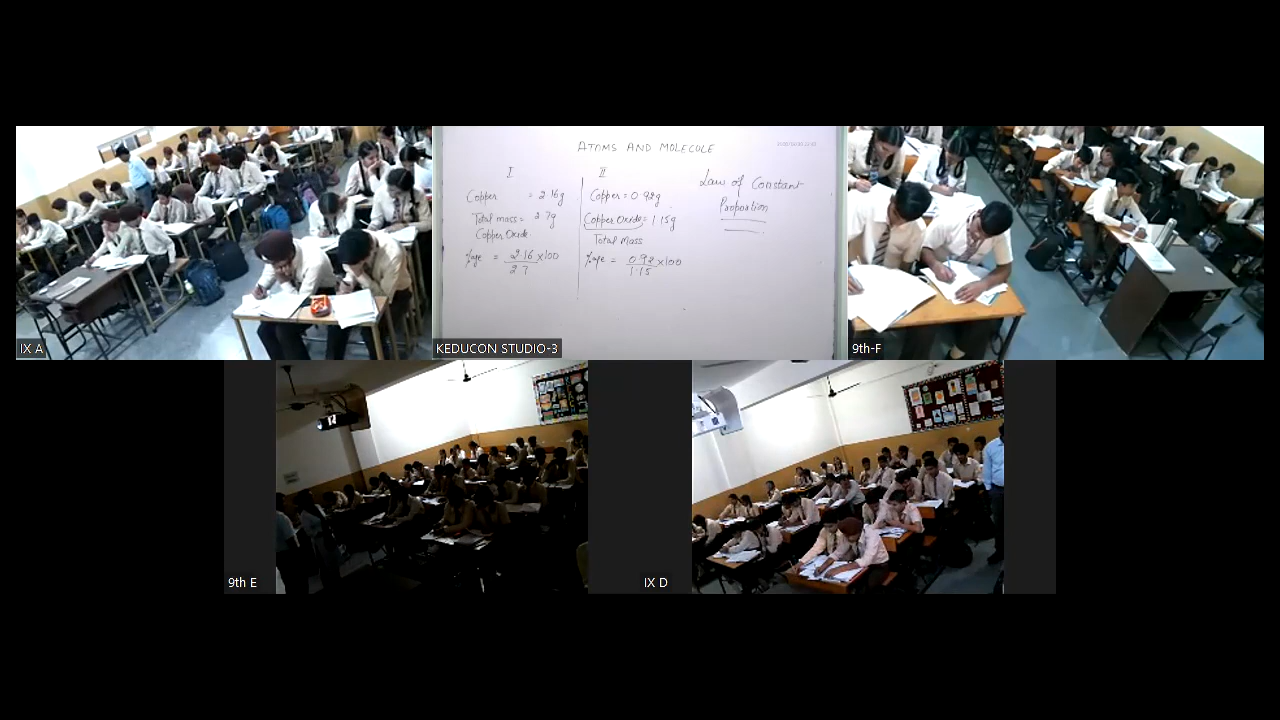 ATOMS AND MOLECULE
I
Copper = 2.16g
Total mass = 2.7g
Copper Oxide
%age = 2.16 x100
2.7
II
Copper = 0.92g
Copper Oxide = 1.15g
Total Mass
%age = 0.92 x100
1.15
Law of Constant
Proportion
IX A
KEDUCON STUDIO-3
9th-F
9th E
IX D